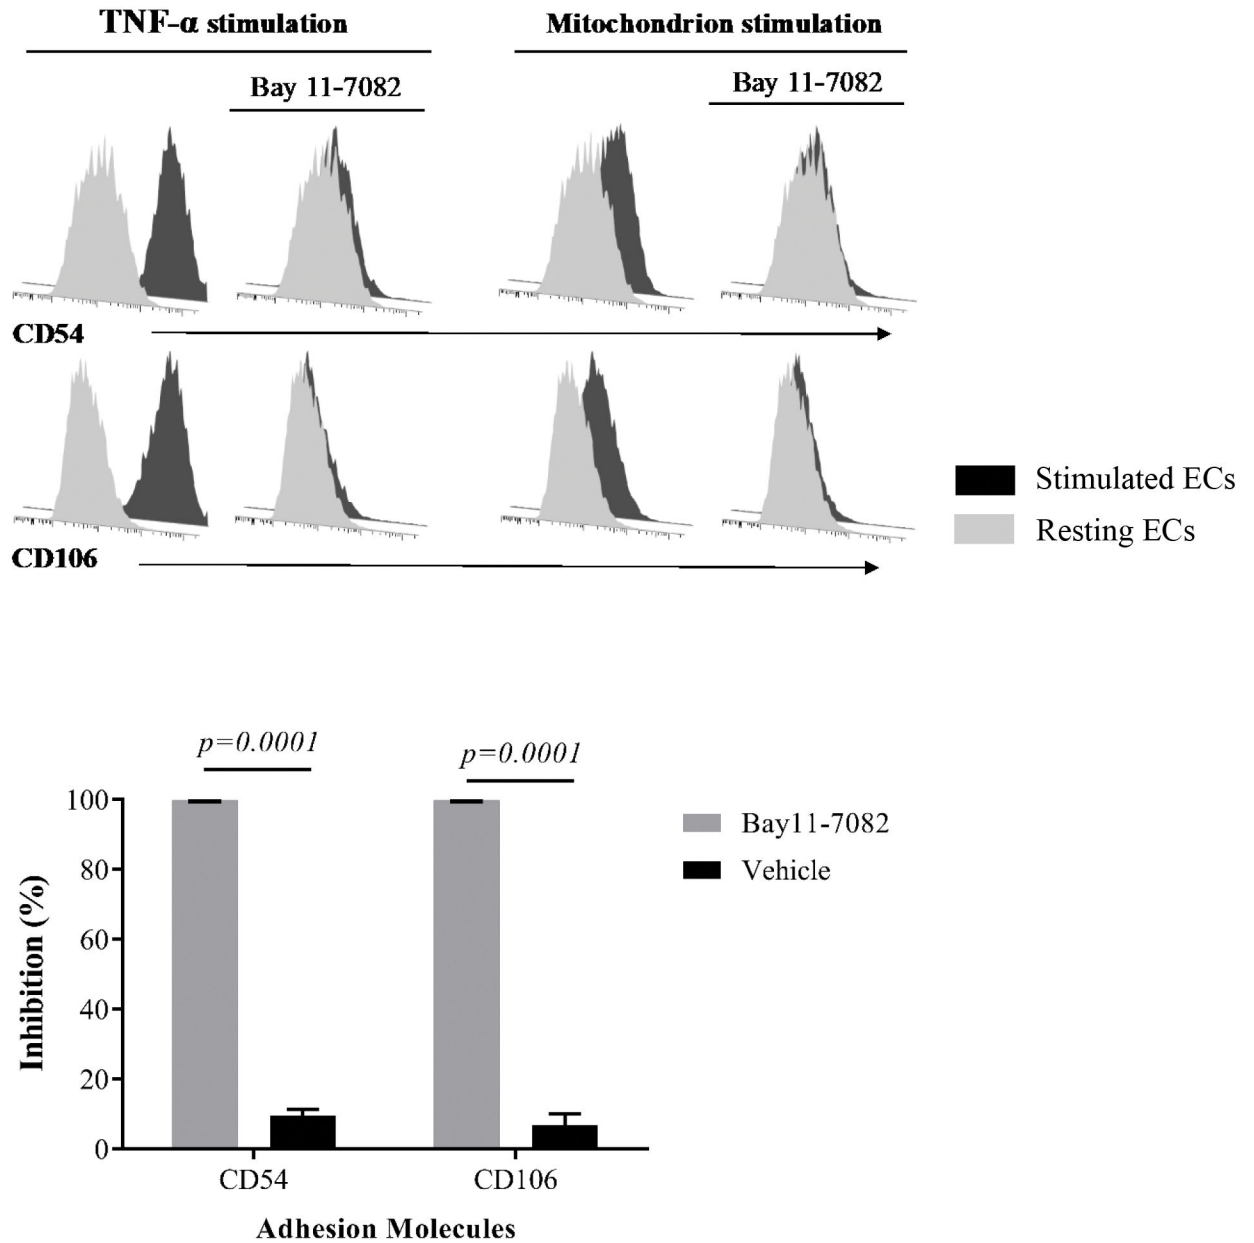 TNF-α stimulation
Mitochondrion stimulation
Bay 11-7082
Bay 11-7082
CD54
CD106
Stimulated ECs
Resting ECs
p=0.0001
p=0.0001
100
80
60
40
20
0
Inhibition (%)
CD54
CD106
Adhesion Molecules
Bay11-7082
Vehicle